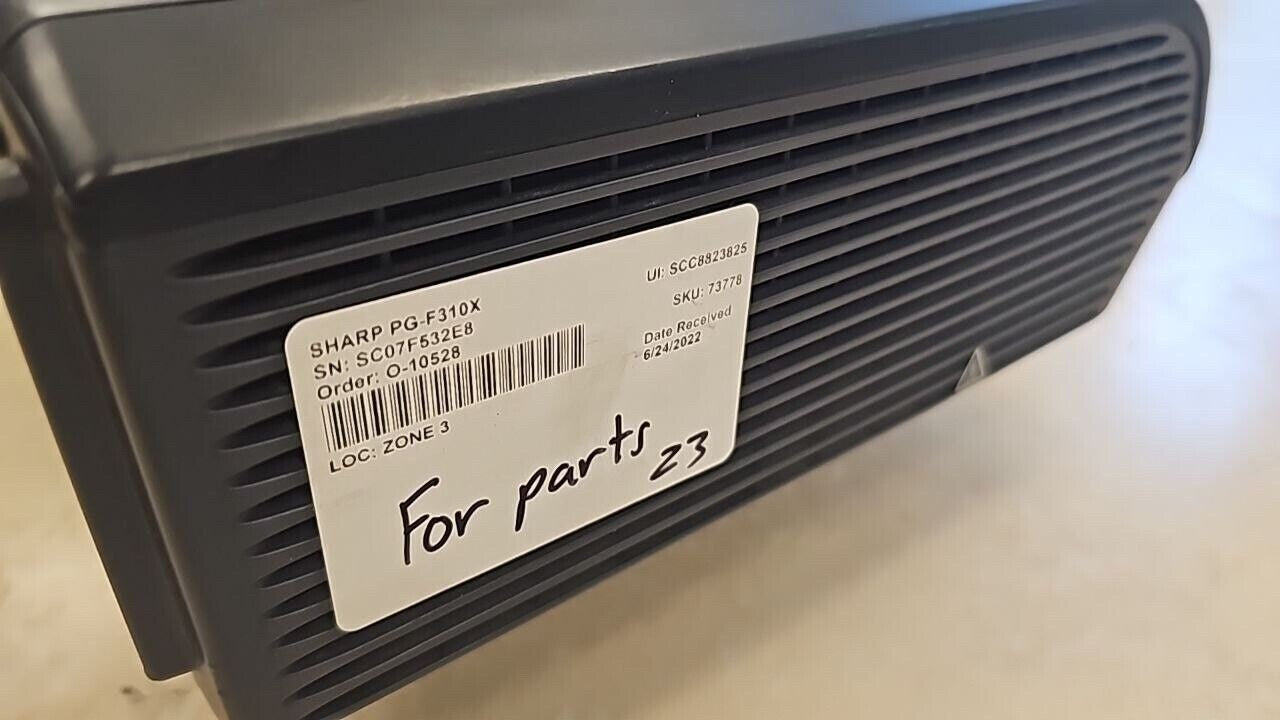 SHARP PG-F310X
SN: SC07F532E8
Order: O-10528
LOC: ZONE 3
UI: SCC8823825
SKU: 73778
Date Received
6/24/2022
For parts 23